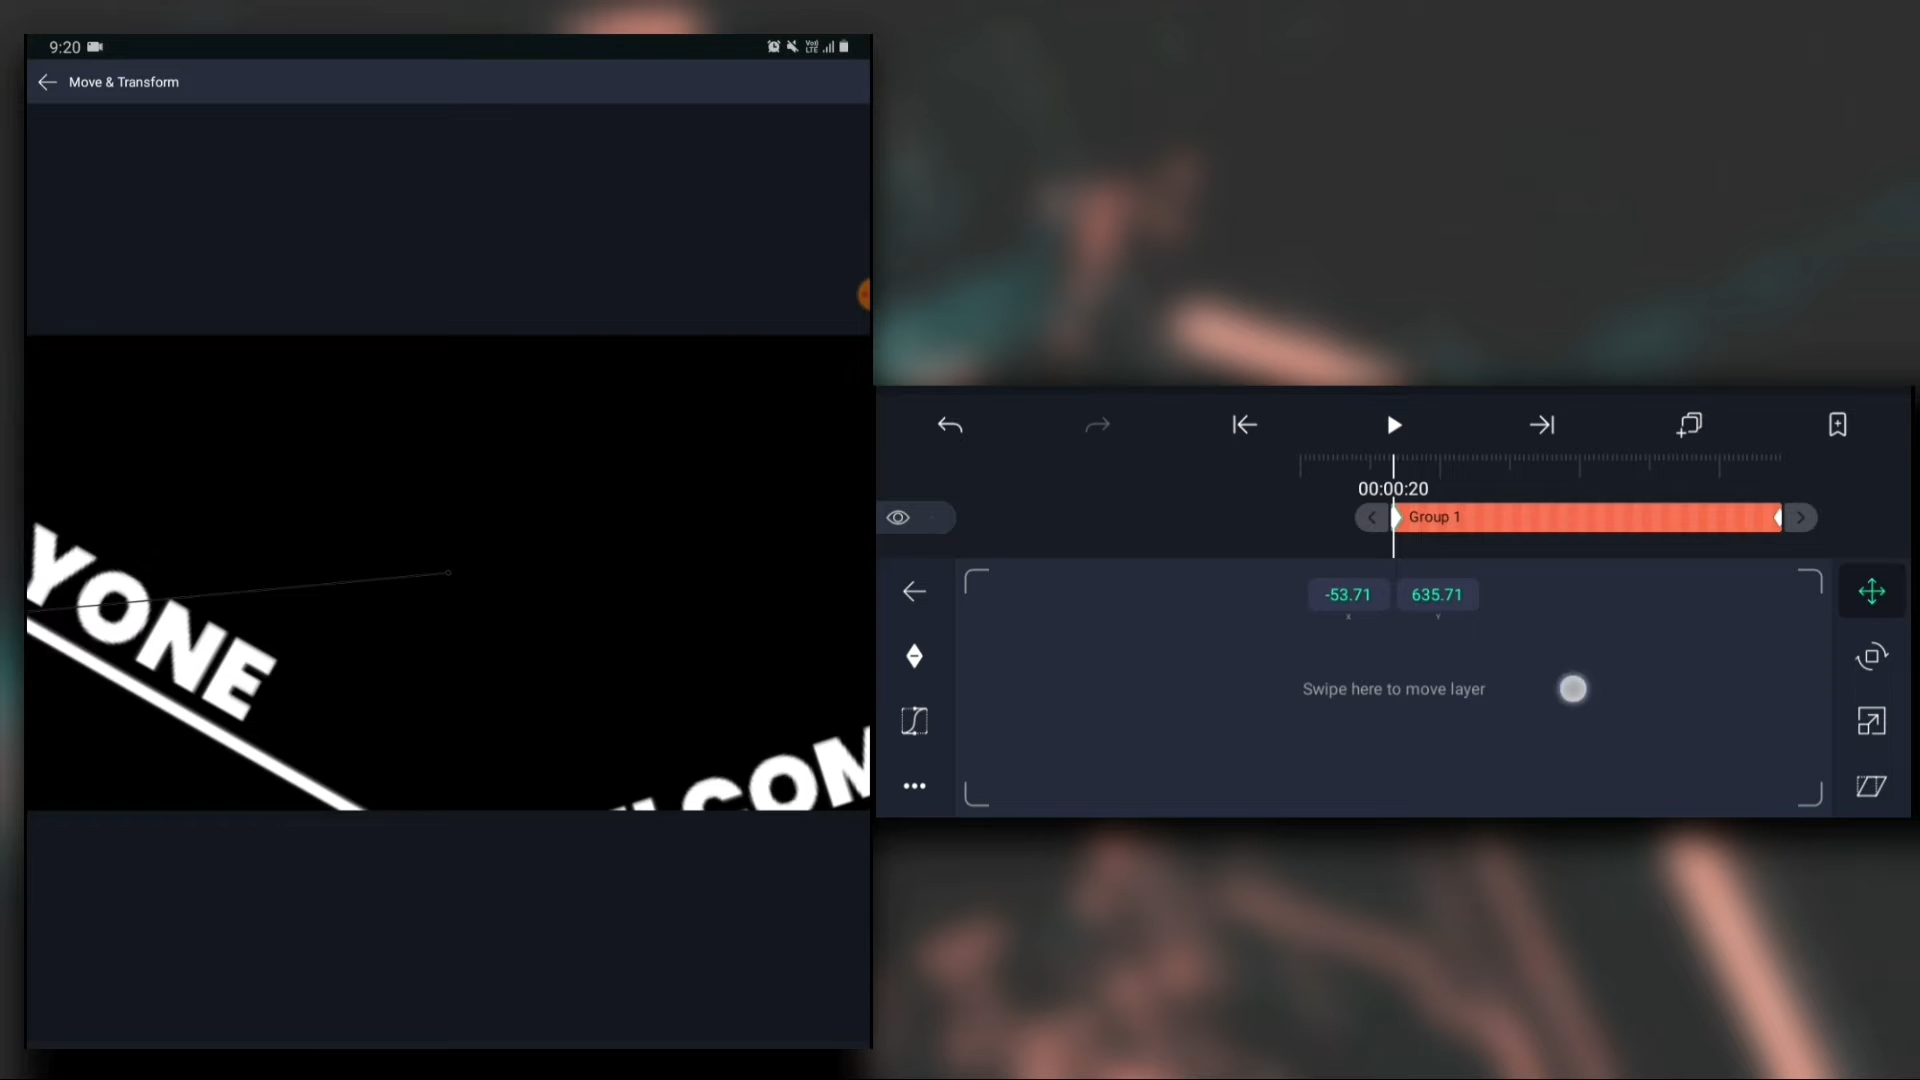 9:20
Move & Transform
00:00:20
Group 1
-53.71 635.71
X Y
Swipe here to move layer
YONE
COM